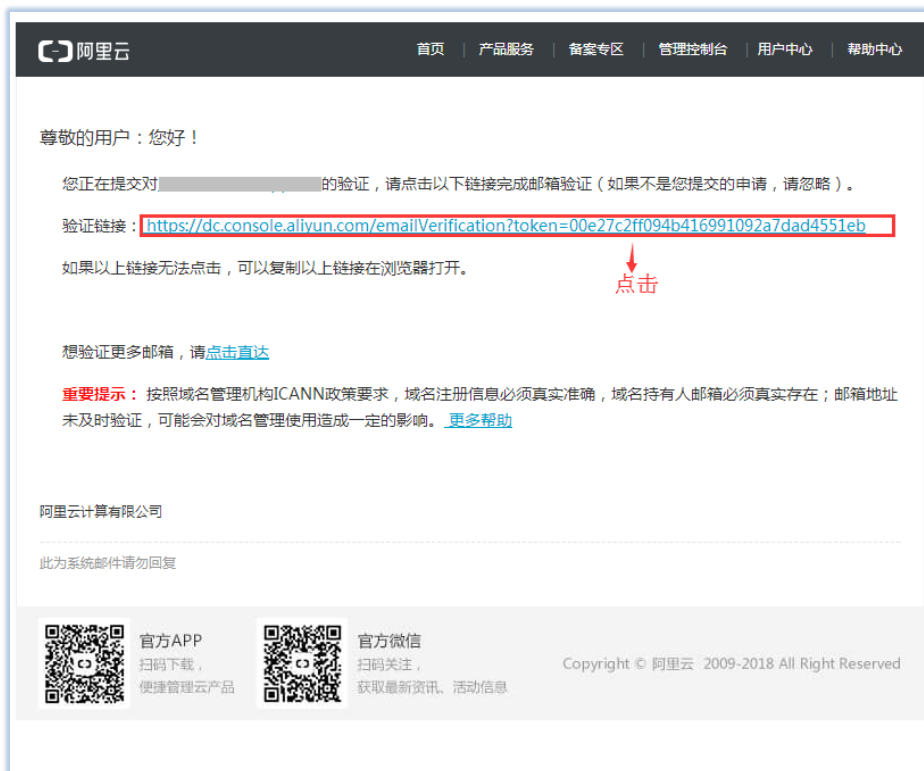 阿里云
首页 | 产品服务 | 备案专区 | 管理控制台 | 用户中心 | 帮助中心
尊敬的用户：您好！
您正在提交对 的验证，请点击以下链接完成邮箱验证（如果不是您提交的申请，请忽略）。
验证链接：https://dc.console.aliyun.com/emailVerification?token=00e27c2ff094b416991092a7dad4551eb
如果以上链接无法点击，可以复制以上链接在浏览器打开。
点击
想验证更多邮箱，请点击直达
重要提示： 按照域名管理机构ICANN政策要求，域名注册信息必须真实准确，域名持有人邮箱必须真实存在；邮箱地址
未及时验证，可能会对域名管理使用造成一定的影响。 更多帮助
阿里云计算有限公司
此为系统邮件请勿回复
官方APP
扫码下载，
便捷管理云产品
官方微信
扫码关注，
获取最新资讯、活动信息
Copyright © 阿里云 2009-2018 All Right Reserved